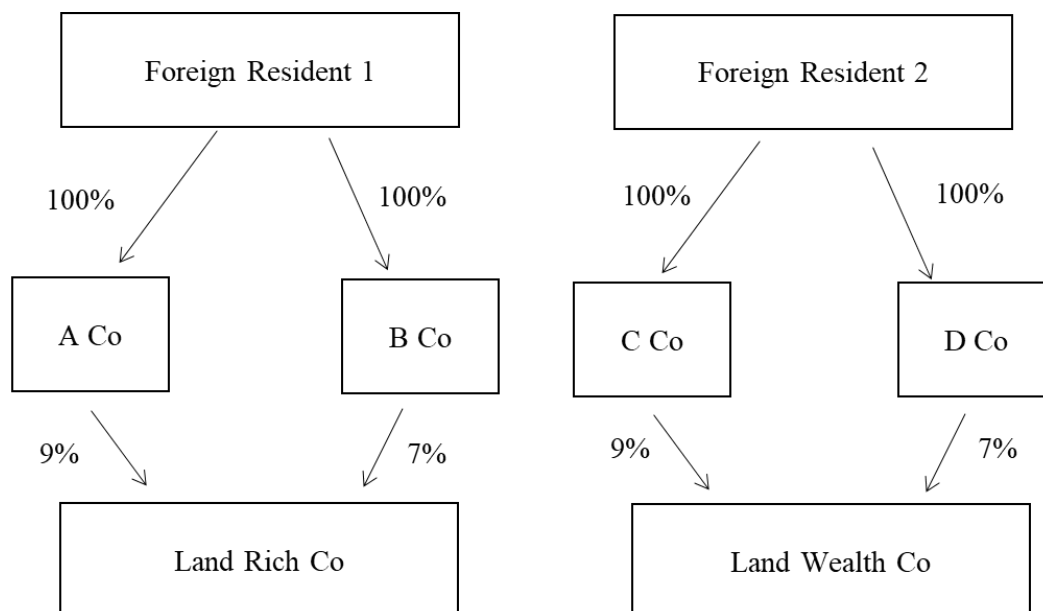 Foreign Resident 1
Foreign Resident 2
100%
100%
100%
100%
A Co
B Co
C Co
D Co
9%
7%
9%
7%
Land Rich Co
Land Wealth Co